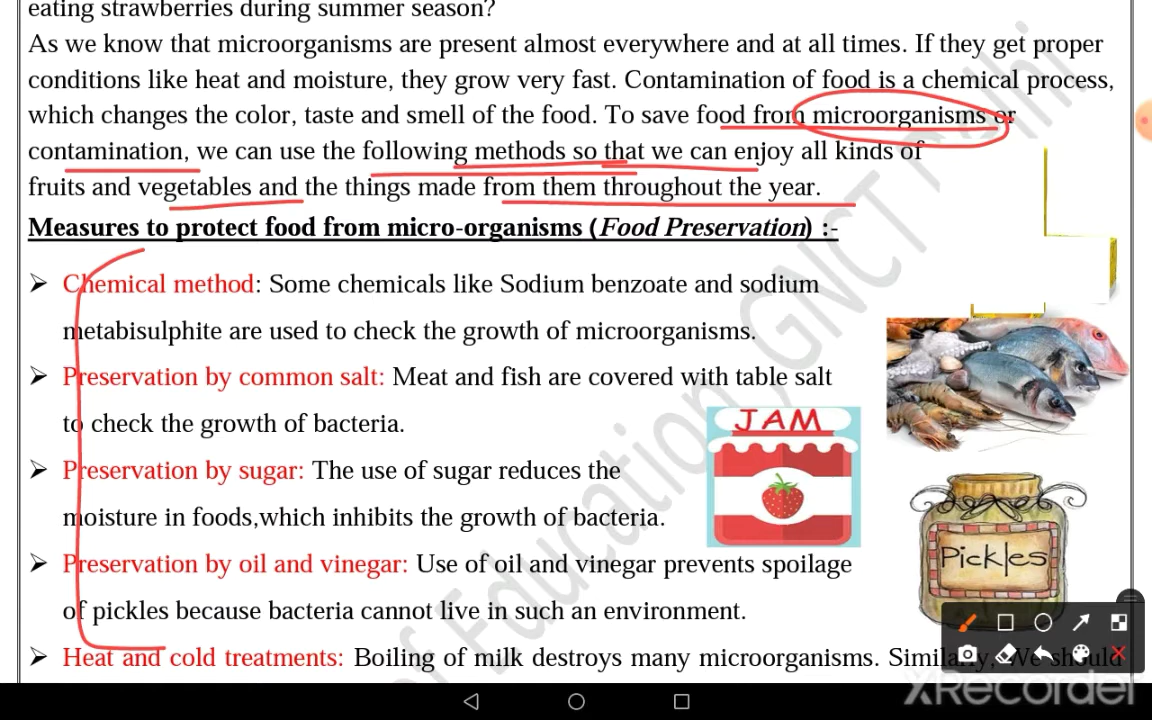 eating strawberries during summer season?
As we know that microorganisms are present almost everywhere and at all times. If they get proper
conditions like heat and moisture, they grow very fast. Contamination of food is a chemical process,
which changes the color, taste and smell of the food. To save food from microorganisms or
contamination, we can use the following methods so that we can enjoy all kinds of
fruits and vegetables and the things made from them throughout the year.
Measures to protect food from micro-organisms (Food Preservation) :-
➢ Chemical method: Some chemicals like Sodium benzoate and sodium
metabisulphite are used to check the growth of microorganisms.
➢ Preservation by common salt: Meat and fish are covered with table salt
to check the growth of bacteria.
JAM
➢ Preservation by sugar: The use of sugar reduces the
moisture in foods,which inhibits the growth of bacteria.
Pickles
➢ Preservation by oil and vinegar: Use of oil and vinegar prevents spoilage
of pickles because bacteria cannot live in such an environment.
➢ Heat and cold treatments: Boiling of milk destroys many microorganisms. Similarly, We should
of Education, GNCT Delhi
XRecorder